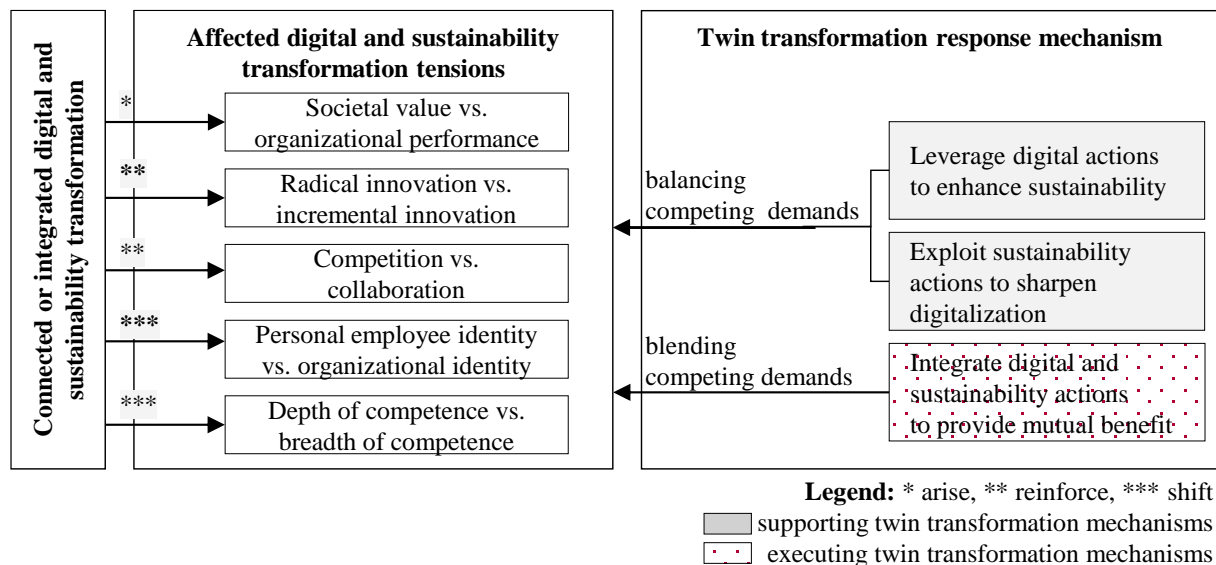 Connected or integrated digital and
sustainability transformation
Affected digital and sustainability
transformation tensions
*
Societal value vs.
organizational performance
**
Radical innovation vs.
incremental innovation
**
Competition vs.
collaboration
***
Personal employee identity
vs. organizational identity
***
Depth of competence vs.
breadth of competence
Twin transformation response mechanism
balancing
competing demands
Leverage digital actions
to enhance sustainability
Exploit sustainability
actions to sharpen
digitalization
blending
competing demands
Integrate digital and
sustainability actions
to provide mutual benefit
Legend: * arise, ** reinforce, *** shift
supporting twin transformation mechanisms
executing twin transformation mechanisms